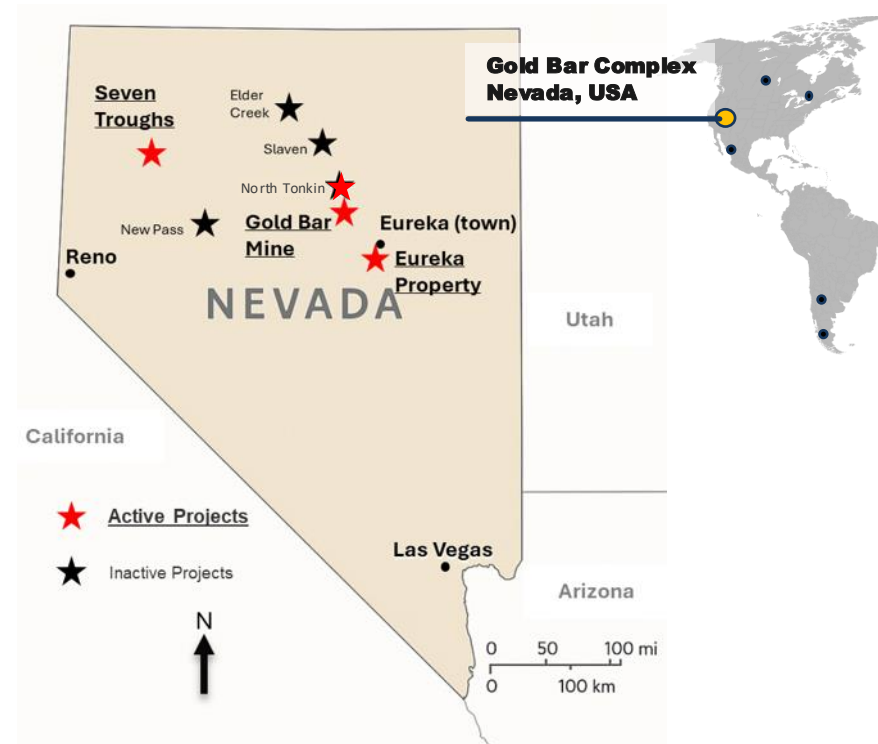 Gold Bar Complex
Nevada, USA
Seven
Troughs
Elder
Creek
Slaven
North Tonkin
New Pass
Gold Bar
Mine
Eureka (town)
Eureka
Property
Reno
NEVADA
Utah
California
Active Projects
Inactive Projects
Las Vegas
Arizona
N
0 50 100 mi
0 100 km